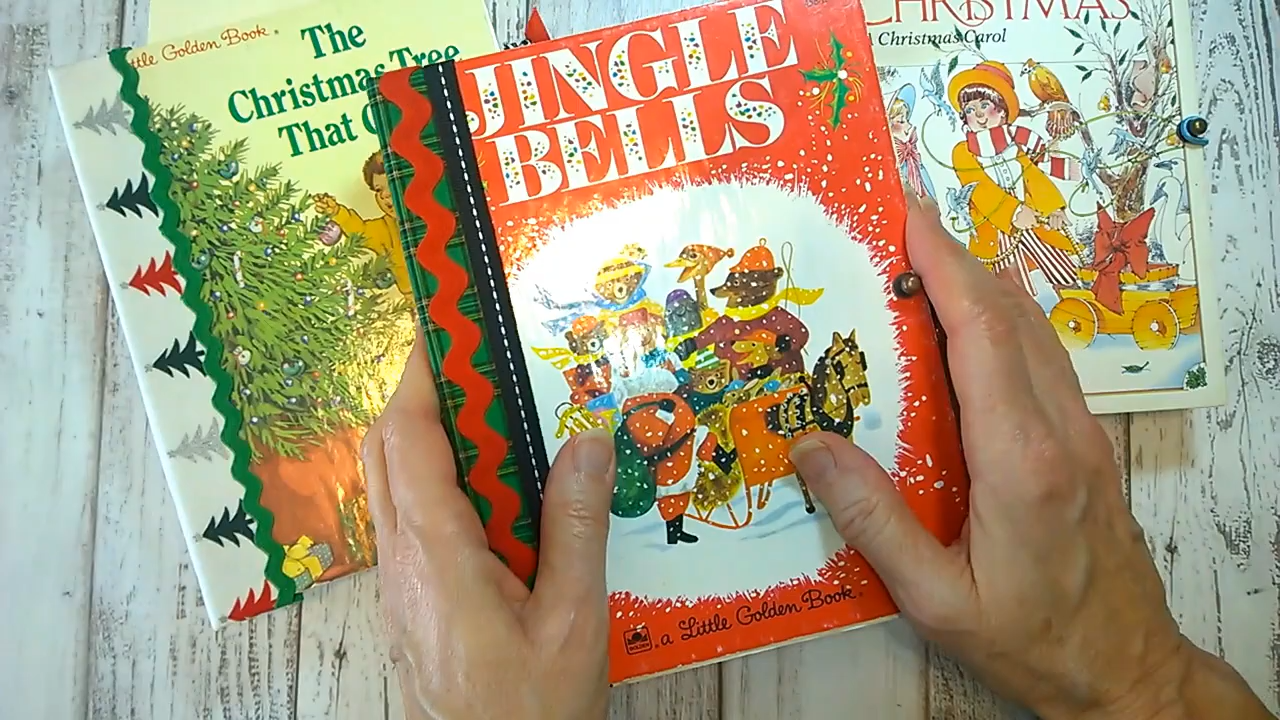 Little Golden Book
The
Christmas Tree
That
JINGLE
BELLS
a Little Golden Book
GOLDEN
CHRISTMAS
A Christmas Carol